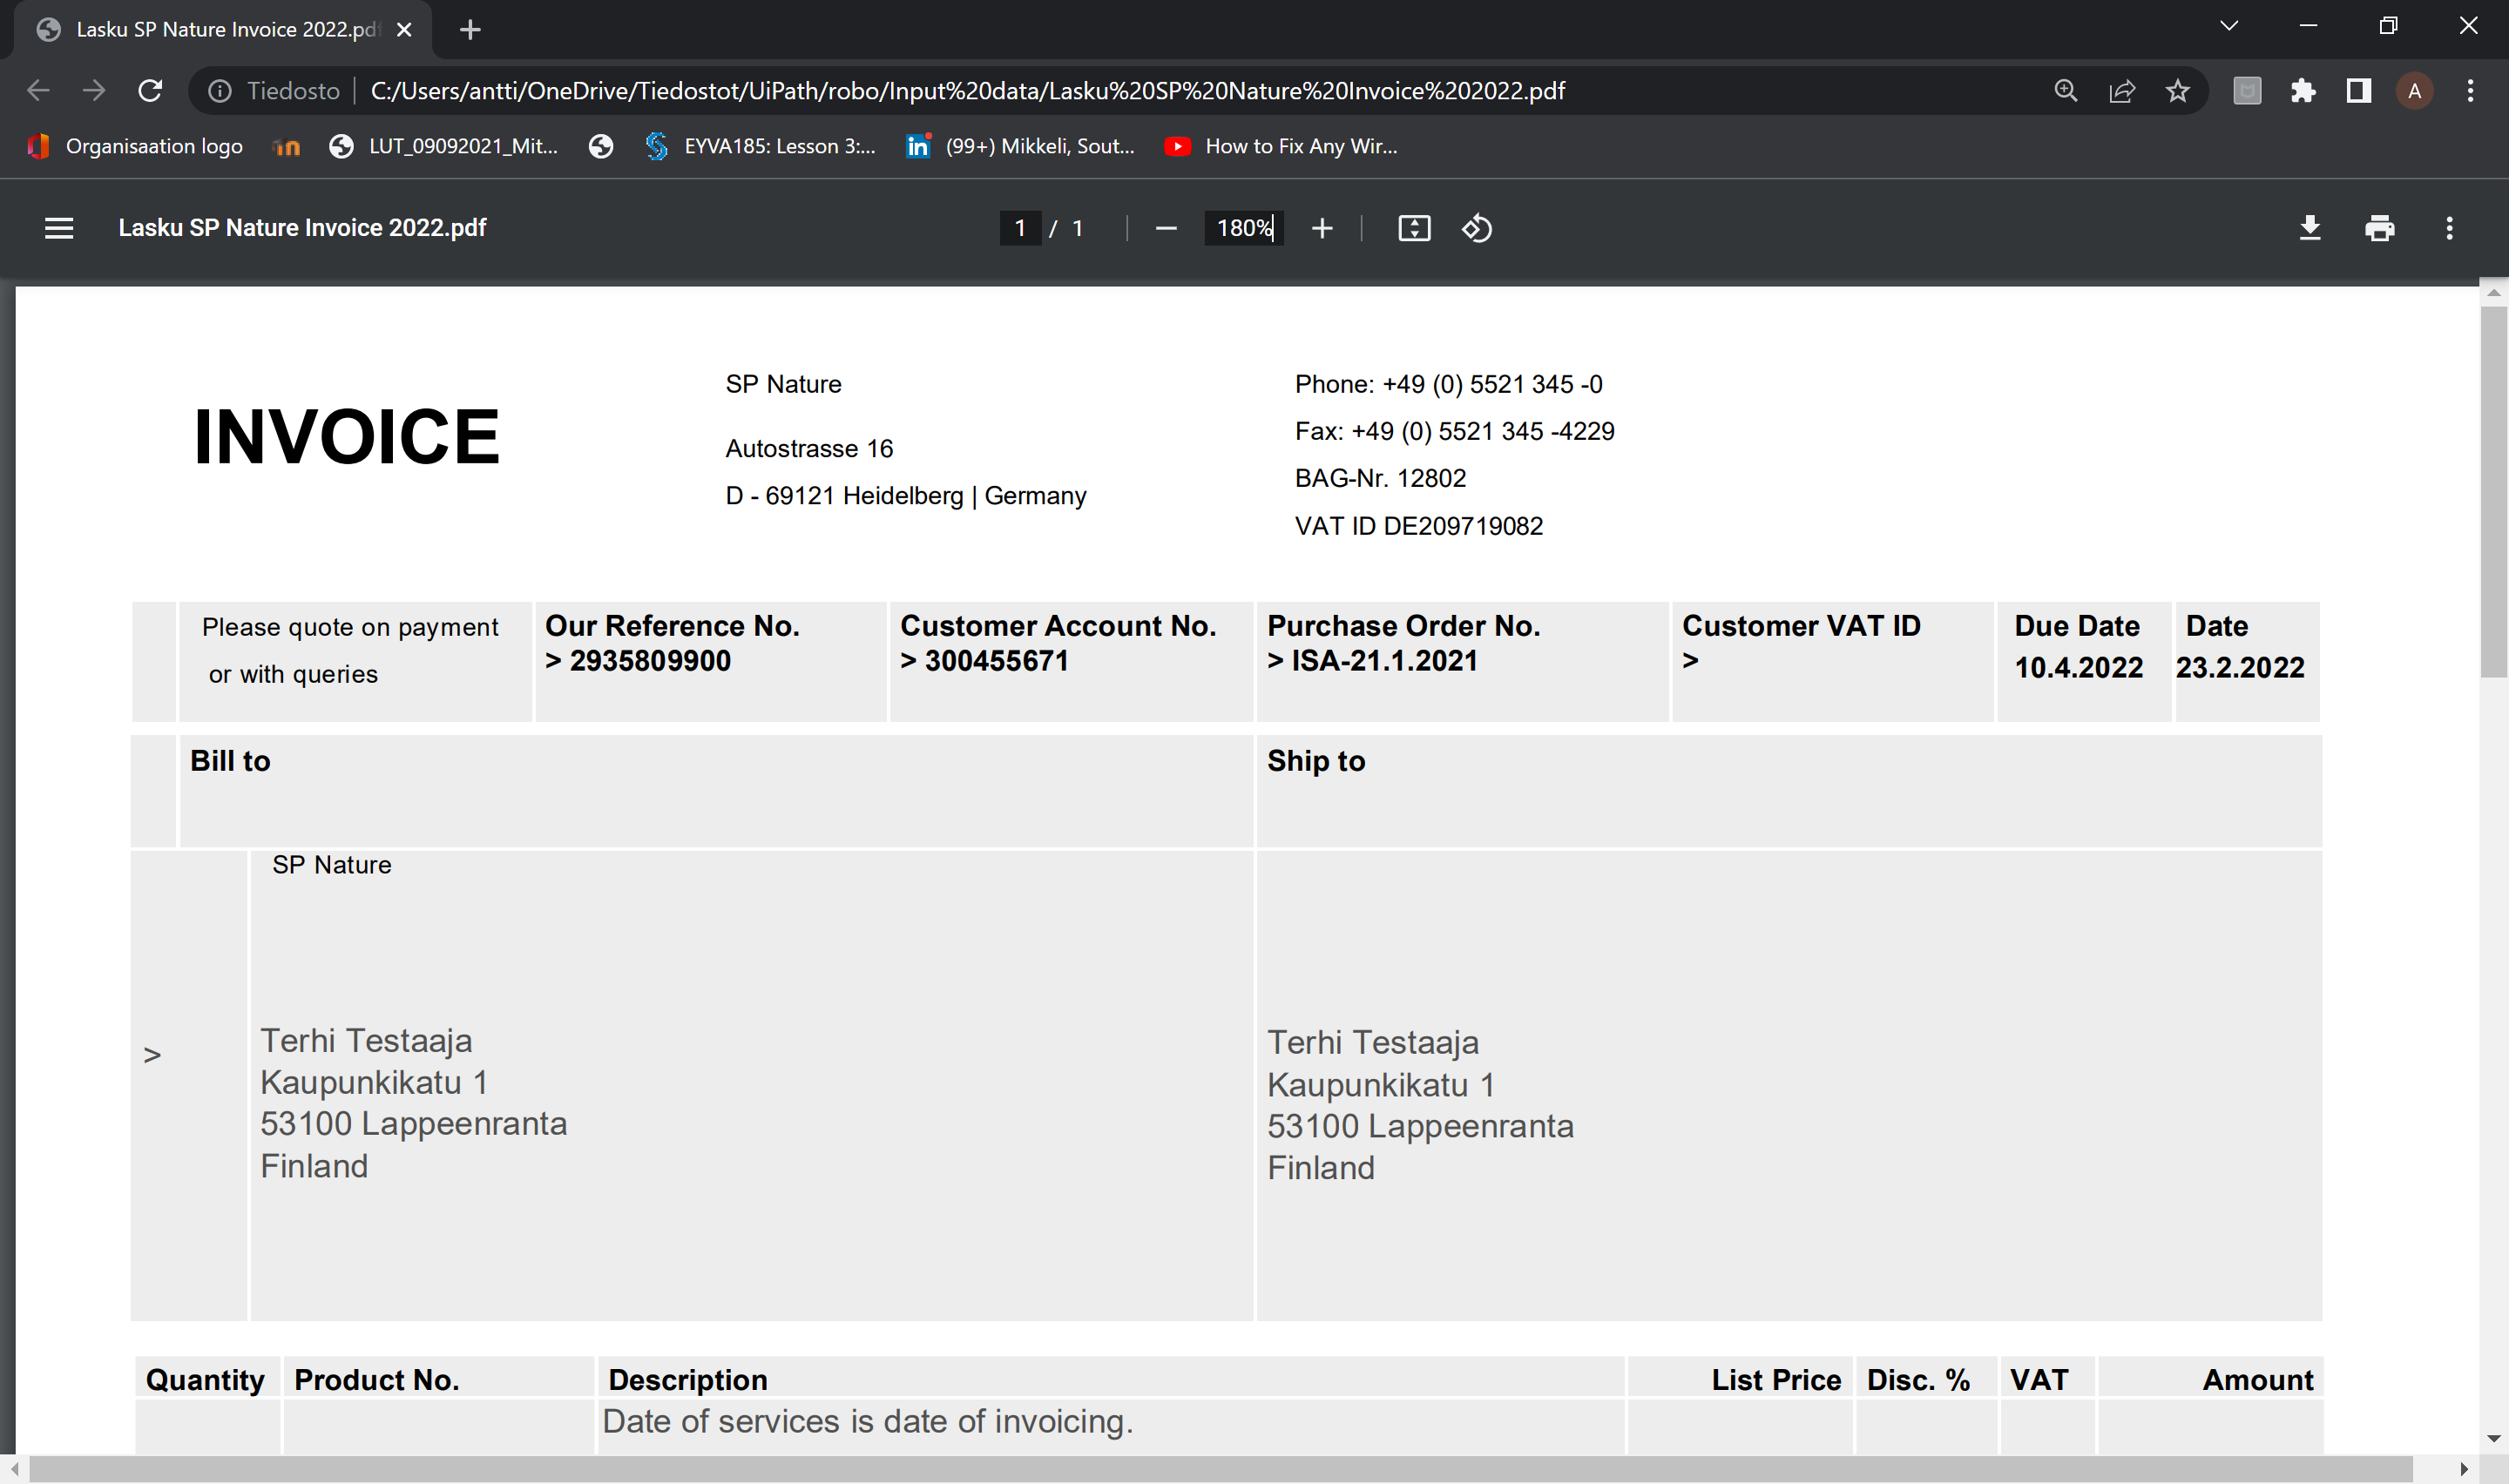 Lasku SP Nature Invoice 2022.pdf
Tiedosto C:/Users/antti/OneDrive/Tiedostot/UiPath/robo/Input%20data/Lasku%20SP%20Nature%20Invoice%202022.pdf A
Organisaation logo LUT_09092021_Mit... EYVA185: Lesson 3:... (99+) Mikkeli, Sout... How to Fix Any Wir...
Lasku SP Nature Invoice 2022.pdf 1 / 1 180%
INVOICE
SP Nature
Autostrasse 16
D - 69121 Heidelberg | Germany
Phone: +49 (0) 5521 345 -0
Fax: +49 (0) 5521 345 -4229
BAG-Nr. 12802
VAT ID DE209719082
Please quote on payment
or with queries
Our Reference No.
> 2935809900
Customer Account No.
> 300455671
Purchase Order No.
> ISA-21.1.2021
Customer VAT ID
>
Due Date
10.4.2022
Date
23.2.2022
Bill to
Ship to
SP Nature
>
Terhi Testaaja
Kaupunkikatu 1
53100 Lappeenranta
Finland
Terhi Testaaja
Kaupunkikatu 1
53100 Lappeenranta
Finland
Quantity Product No. Description List Price Disc. % VAT Amount
Date of services is date of invoicing.